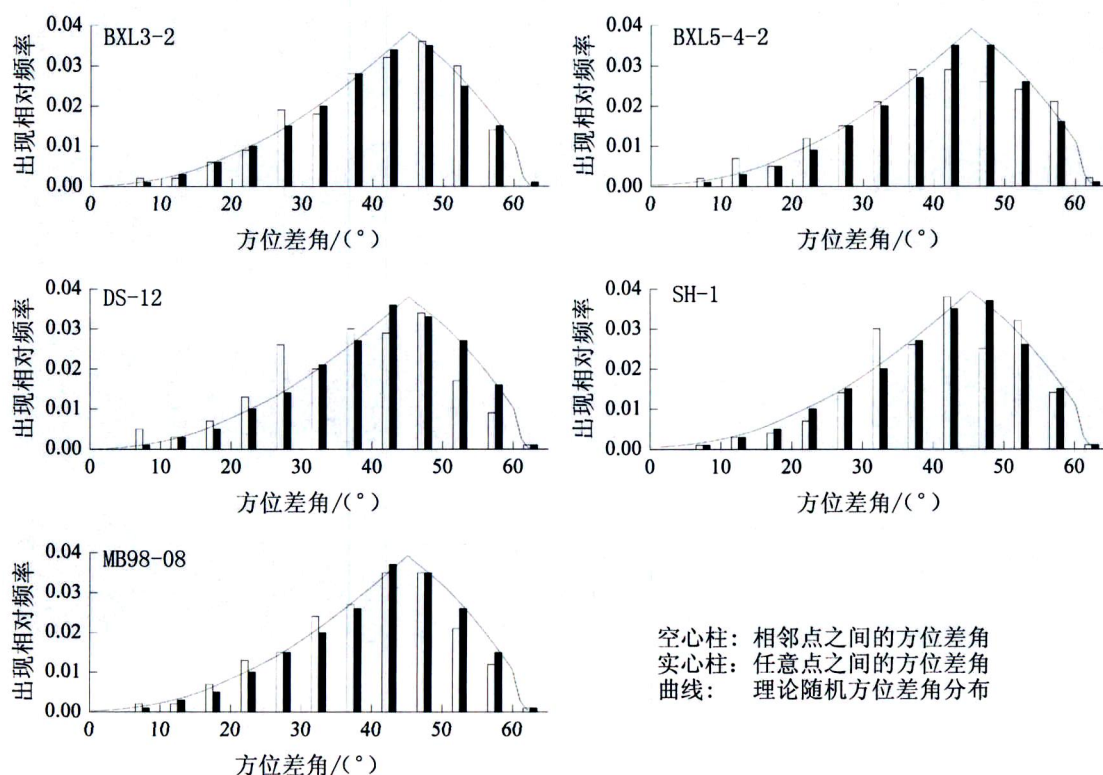 BXL3-2
出现相对频率
0.04
0.03
0.02
0.01
0.00
0 10 20 30 40 50 60
方位差角/(°)
BXL5-4-2
出现相对频率
0.04
0.03
0.02
0.01
0.00
0 10 20 30 40 50 60
方位差角/(°)
DS-12
出现相对频率
0.04
0.03
0.02
0.01
0.00
0 10 20 30 40 50 60
方位差角/(°)
SH-1
出现相对频率
0.04
0.03
0.02
0.01
0.00
0 10 20 30 40 50 60
方位差角/(°)
MB98-08
出现相对频率
0.04
0.03
0.02
0.01
0.00
0 10 20 30 40 50 60
方位差角/(°)
空心柱: 相邻点之间的方位差角
实心柱: 任意点之间的方位差角
曲线: 理论随机方位差角分布